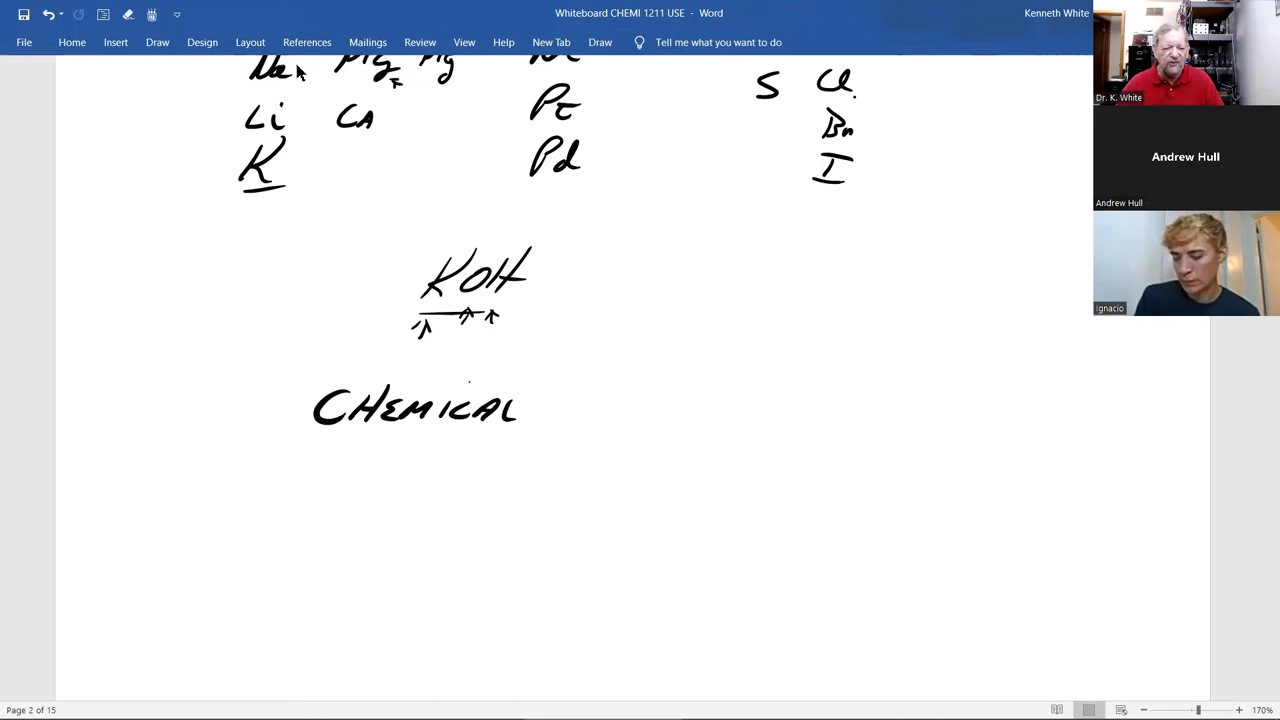 Whiteboard CHEMI 1211 USE - Word
Kenneth White
File Home Insert Draw Design Layout References Mailings Review View Help New Tab Draw Tell me what you want to do
Na Mg Mg
S Cl
Li CA Pt
Br
K Pd I
KOH
CHEMICAL
Dr. K. White
Andrew Hull
Andrew Hull
Ignacio
Page 2 of 15
170%